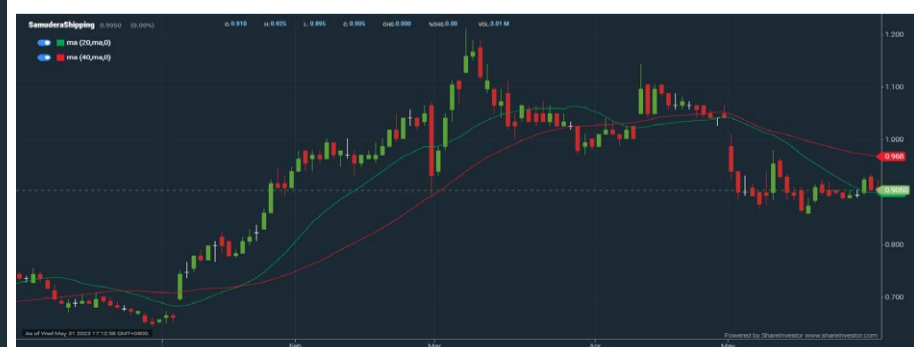 SamuderaShipping 0.9050 (0.00%) O: 0.910 H: 0.925 L: 0.895 C: 0.905 CHG: 0.000 %CHG: 0.00 VOL: 3.01 M
ma (20,ma,0)
ma (40,ma,0)
1.200
1.100
1.000
0.968
0.9050
0.800
0.700
As of Wed May 31 2023 17:12:58 GMT+0800
Powered by ShareInvestor www.shareinvestor.com
Feb Mar Apr May